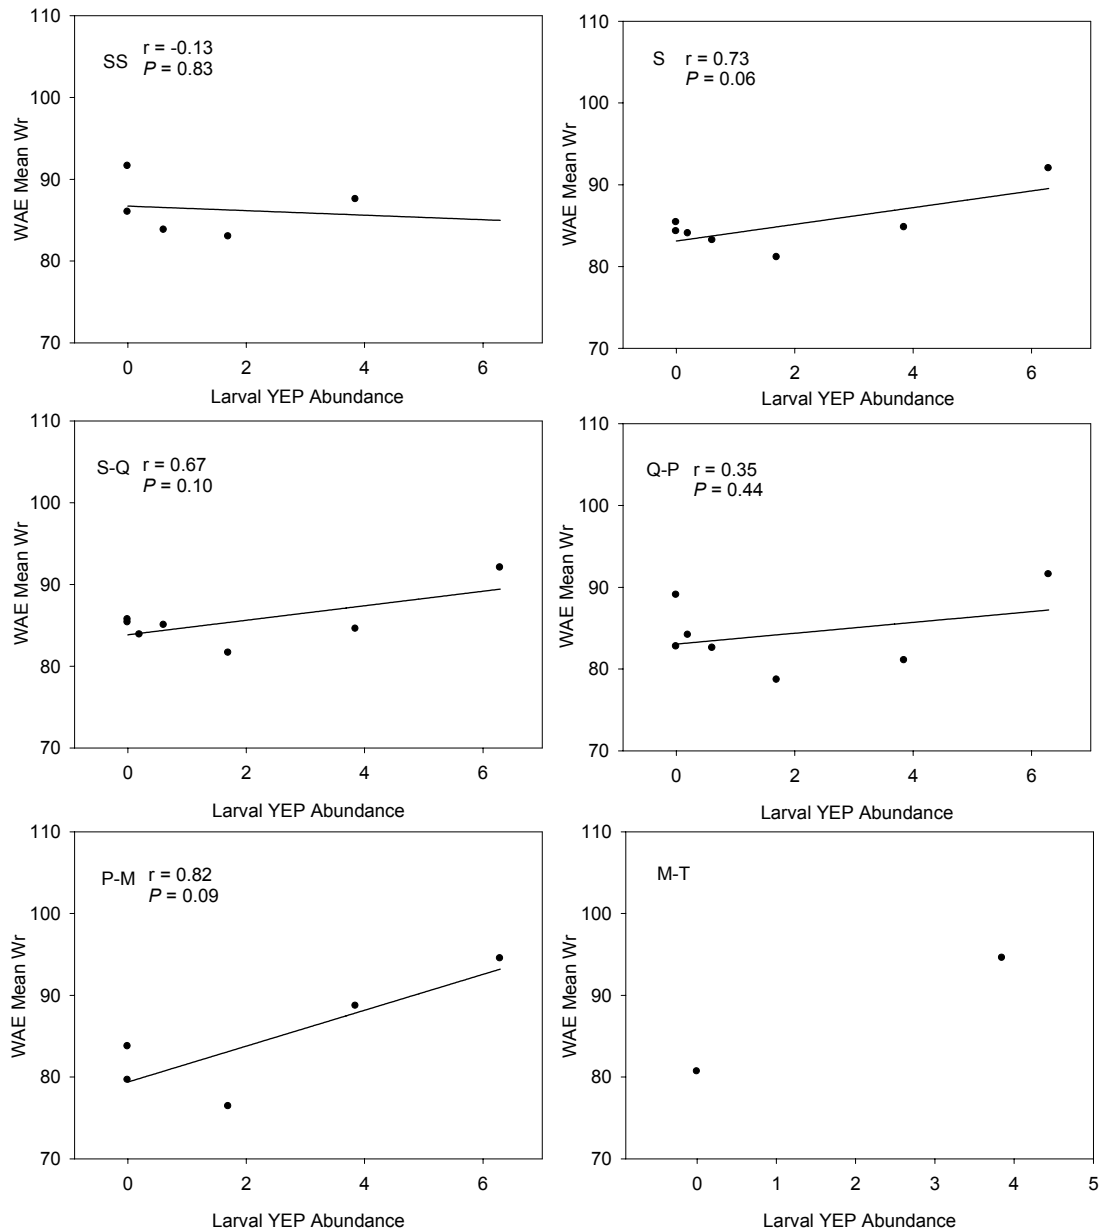 110
100
90
80
70
WAE Mean Wr
SS
r = -0.13
P = 0.83
0 2 4 6
Larval YEP Abundance
110
100
90
80
70
WAE Mean Wr
S
r = 0.73
P = 0.06
0 2 4 6
Larval YEP Abundance
110
100
90
80
70
WAE Mean Wr
S-Q
r = 0.67
P = 0.10
0 2 4 6
Larval YEP Abundance
110
100
90
80
70
WAE Mean Wr
Q-P
r = 0.35
P = 0.44
0 2 4 6
Larval YEP Abundance
110
100
90
80
70
WAE Mean Wr
P-M
r = 0.82
P = 0.09
0 2 4 6
Larval YEP Abundance
110
100
90
80
70
WAE Mean Wr
M-T
0 1 2 3 4 5
Larval YEP Abundance